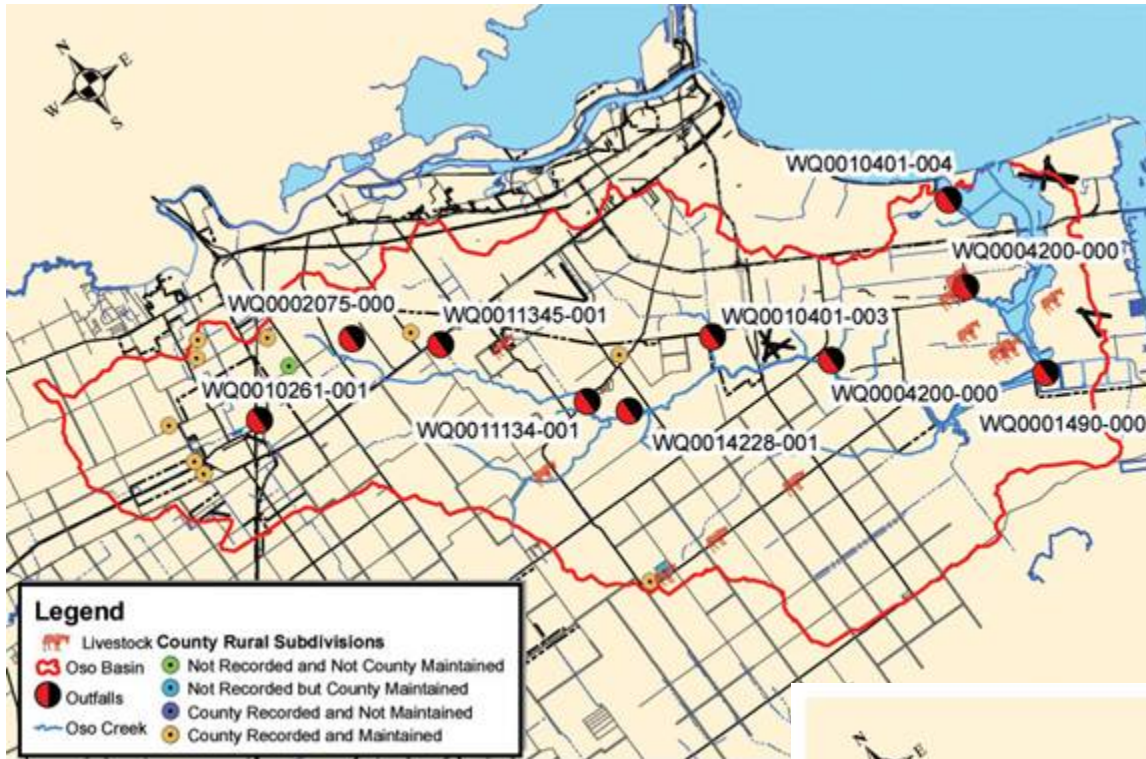 N
E
W
S
WQ0010401-004
WQ0004200-000
WQ0002075-000
WQ0011345-001
WQ0010401-003
WQ0010261-001
WQ0004200-000
WQ0001490-000
WQ0011134-001
WQ0014228-001
Legend
Livestock County Rural Subdivisions
Oso Basin
Not Recorded and Not County Maintained
Outfalls
Not Recorded but County Maintained
County Recorded and Not Maintained
Oso Creek
County Recorded and Maintained
N
E